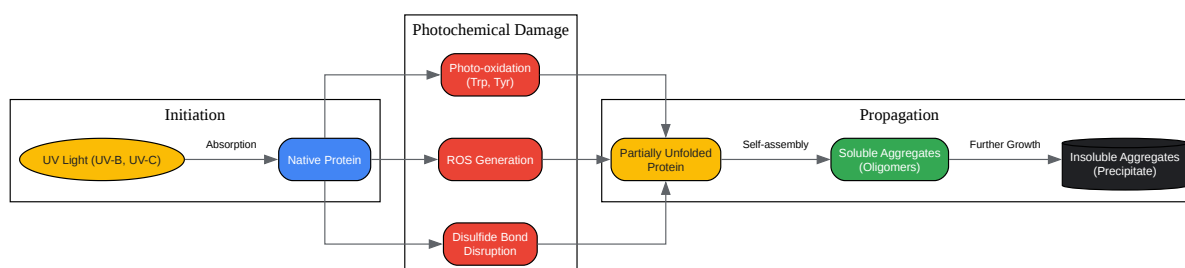 Photochemical Damage
Photo-oxidation
(Trp, Tyr)
Initiation
Propagation
UV Light (UV-B, UV-C)
Absorption
Native Protein
ROS Generation
Partially Unfolded
Protein
Self-assembly
Soluble Aggregates
(Oligomers)
Further Growth
Insoluble Aggregates
(Precipitate)
Disulfide Bond
Disruption